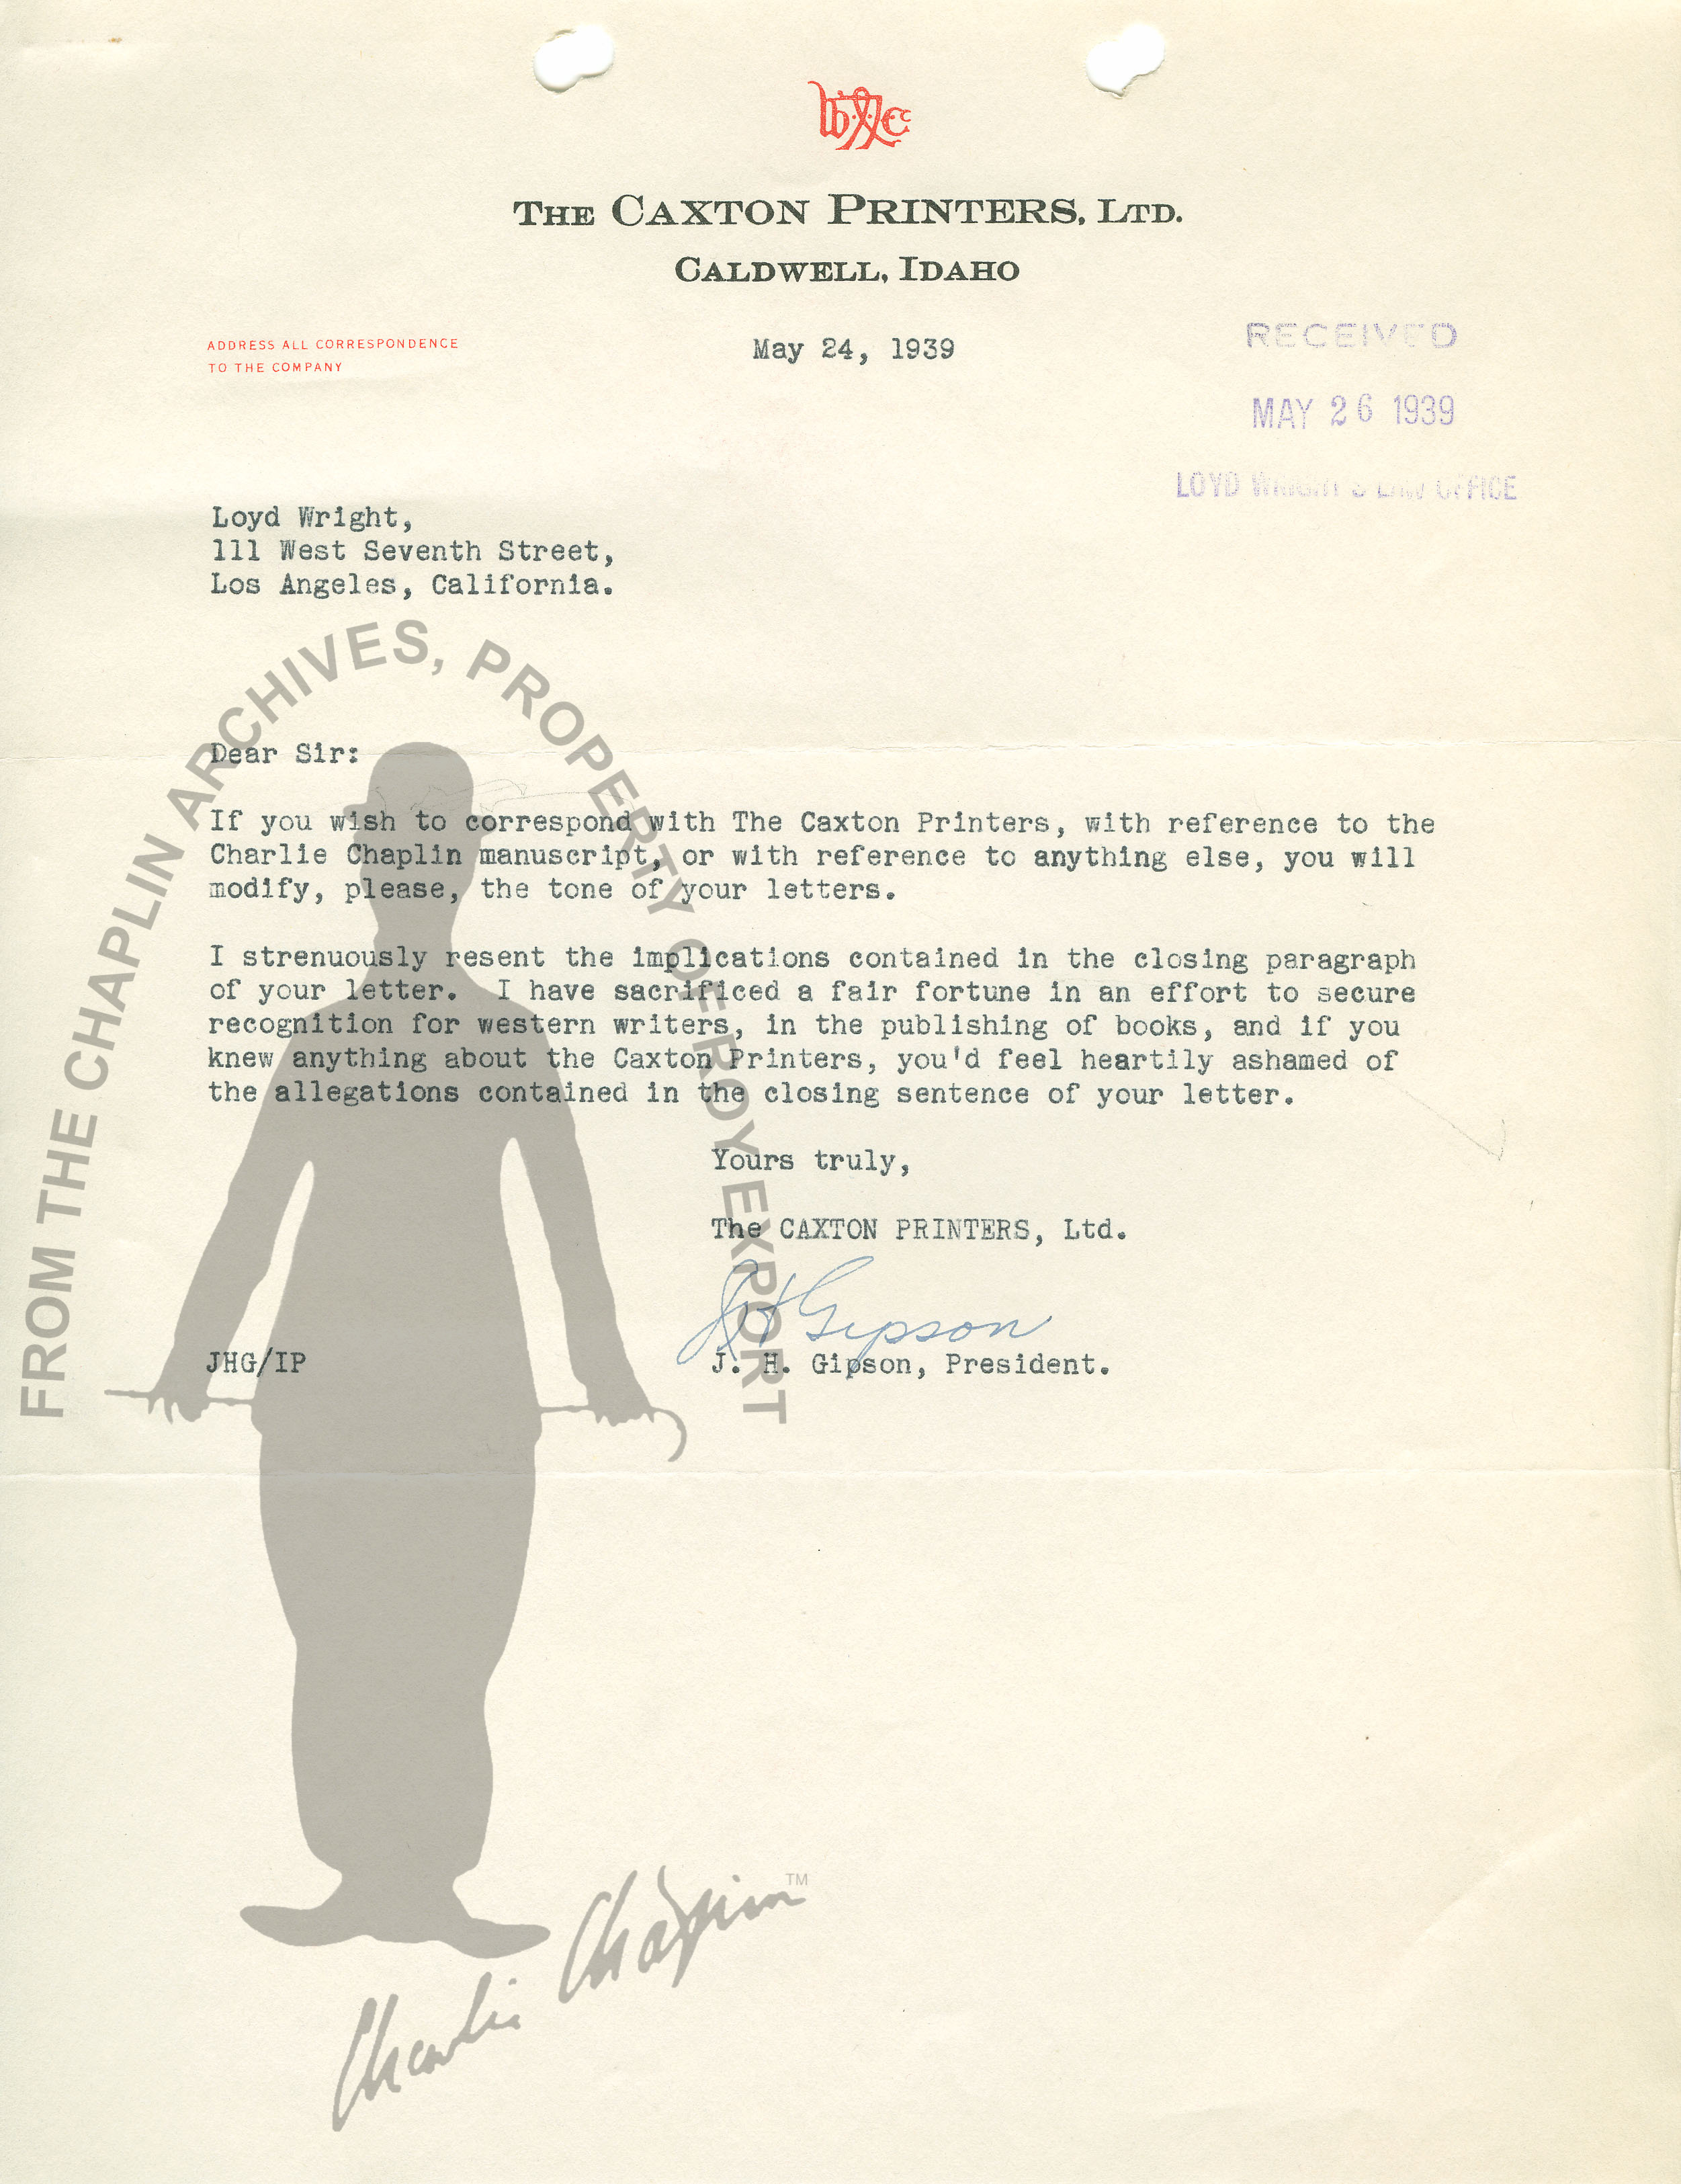 THE CAXTON PRINTERS, LTD.
CALDWELL, IDAHO
ADDRESS ALL CORRESPONDENCE
TO THE COMPANY
May 24, 1939
RECEIVED
MAY 26 1939
LOYD WRIGHT'S LAW OFFICE
Loyd Wright,
111 West Seventh Street,
Los Angeles, California.
Dear Sir:
If you wish to correspond with The Caxton Printers, with reference to the
Charlie Chaplin manuscript, or with reference to anything else, you will
modify, please, the tone of your letters.
I strenuously resent the implications contained in the closing paragraph
of your letter. I have sacrificed a fair fortune in an effort to secure
recognition for western writers, in the publishing of books, and if you
knew anything about the Caxton Printers, you'd feel heartily ashamed of
the allegations contained in the closing sentence of your letter.
Yours truly,
The CAXTON PRINTERS, Ltd.
JHGipson
JHG/IP
J. H. Gipson, President.
FROM THE CHAPLIN ARCHIVES, PROPERTY OF ROY EXPORT
Charlie Chaplin TM